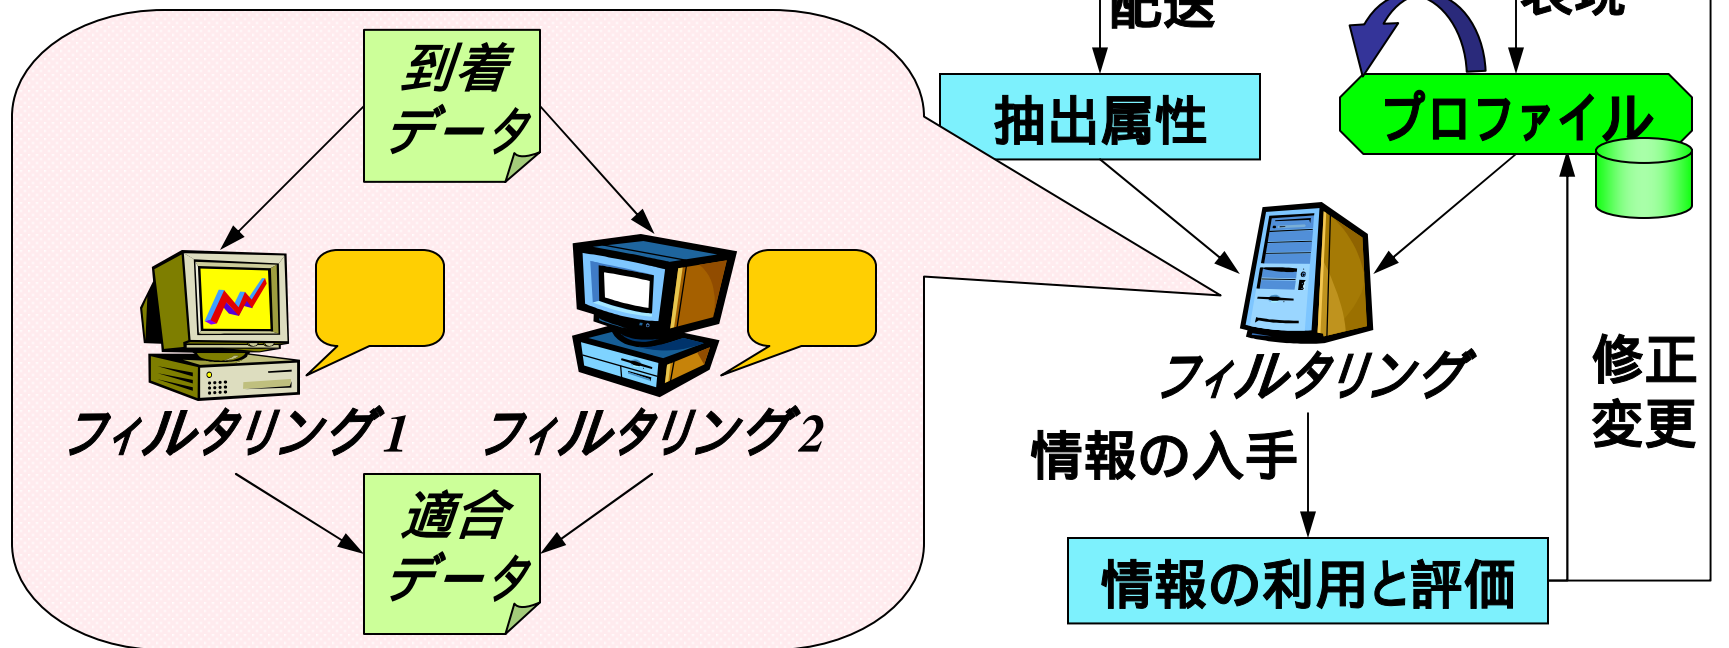 到着
データ
フィルタリング1
フィルタリング2
適合
データ
配送
表現
抽出属性
プロファイル
フィルタリング
情報の入手
修正
変更
情報の利用と評価